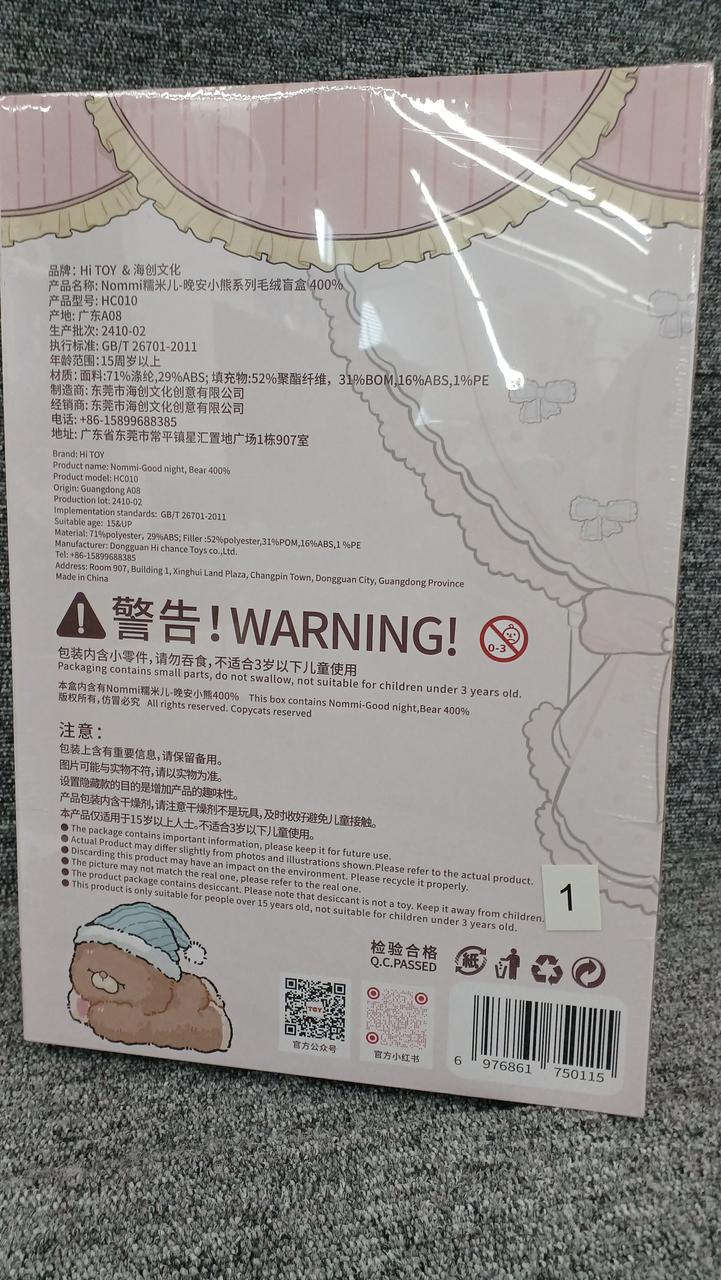 品牌: Hi TOY & 海创文化
产品名称: Nommi糯米儿-晚安小熊系列毛绒盲盒 400%
产品型号: HC010
产地: 广东A08
生产批次: 2410-02
执行标准: GB/T 26701-2011
年龄范围:15周岁以上
材质: 面料:71%涤纶,29%ABS; 填充物:52%聚酯纤维, 31%BOM,16%ABS,1%PE
制造商: 东莞市海创文化创意有限公司
经销商: 东莞市海创文化创意有限公司
电话: +86-15899688385
地址: 广东省东莞市常平镇星汇置地广场1栋907室
Brand: Hi TOY
Product name: Nommi-Good night, Bear 400%
Product model: HC010
Origin: Guangdong A08
Production lot: 2410-02
Implementation standards: GB/T 26701-2011
Suitable age: 15&UP
Material: 71%polyester, 29%ABS; Filler :52%polyester,31%POM,16%ABS,1 %PE
Manufacturer: Dongguan Hi chance Toys co.,Ltd.
Tel: +86-15899688385
Address: Room 907, Building 1, Xinghui Land Plaza, Changpin Town, Dongguan City, Guangdong Province
Made in China
警告! WARNING!
0-3
包装内含小零件,请勿吞食,不适合3岁以下儿童使用
Packaging contains small parts, do not swallow, not suitable for children under 3 years old.
本盒内含有Nommi糯米儿-晚安小熊400% This box contains Nommi-Good night,Bear 400%
版权所有,仿冒必究 All rights reserved. Copycats reserved
注意:
包装上含有重要信息,请保留备用。
图片可能与实物不符,请以实物为准。
设置隐藏款的目的是增加产品的趣味性。
产品包装内含干燥剂,请注意干燥剂不是玩具,及时收好避免儿童接触。
本产品仅适用于15岁以上人士。不适合3岁以下儿童使用。
● The package contains important information, please keep it for future use.
● Actual Product may differ slightly from photos and illustrations shown.Please refer to the actual product.
● Discarding this product may have an impact on the environment. Please recycle it properly.
● The picture may not match the real one, please refer to the real one.
● The product package contains desiccant. Please note that desiccant is not a toy. Keep it away from children.
● This product is only suitable for people over 15 years old, not suitable for children under 3 years old.
1
检验合格
Q.C.PASSED
紙
TOY
官方公众号
官方小红书
6 976861 750115